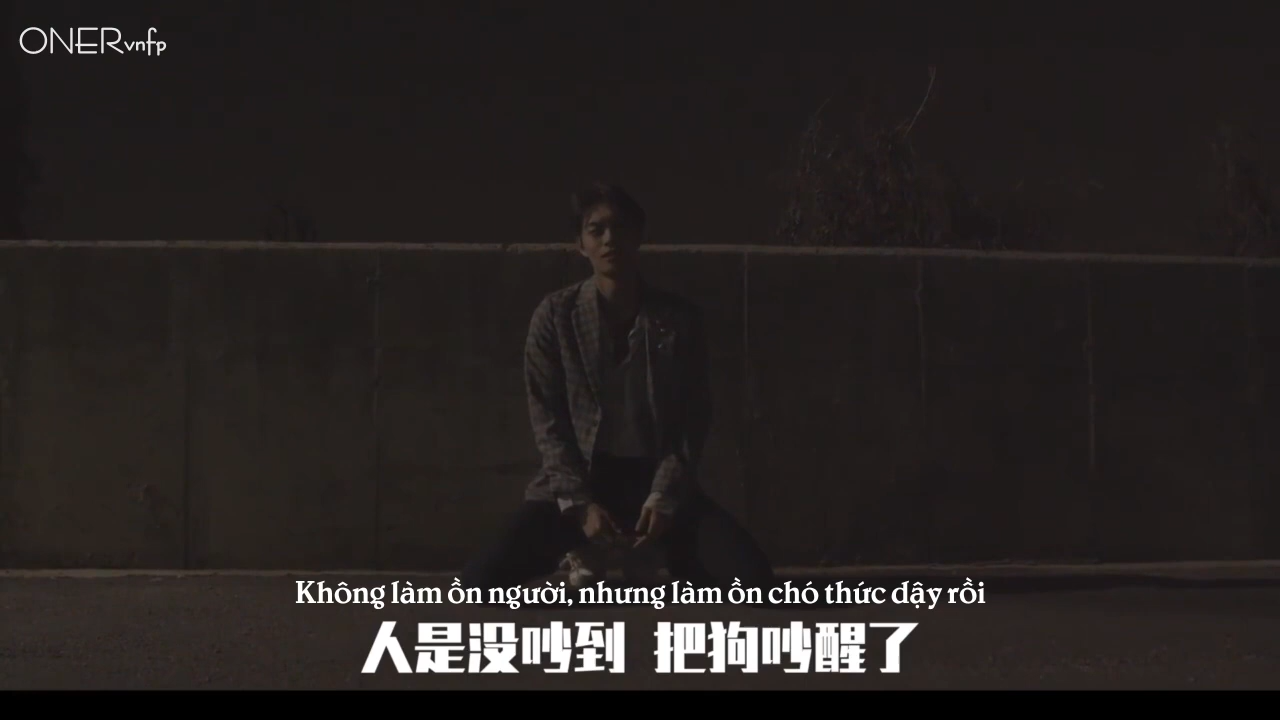 ONERvnfp
Không làm ồn người, nhưng làm ồn chó thức dậy rồi
人是没吵到 把狗吵醒了